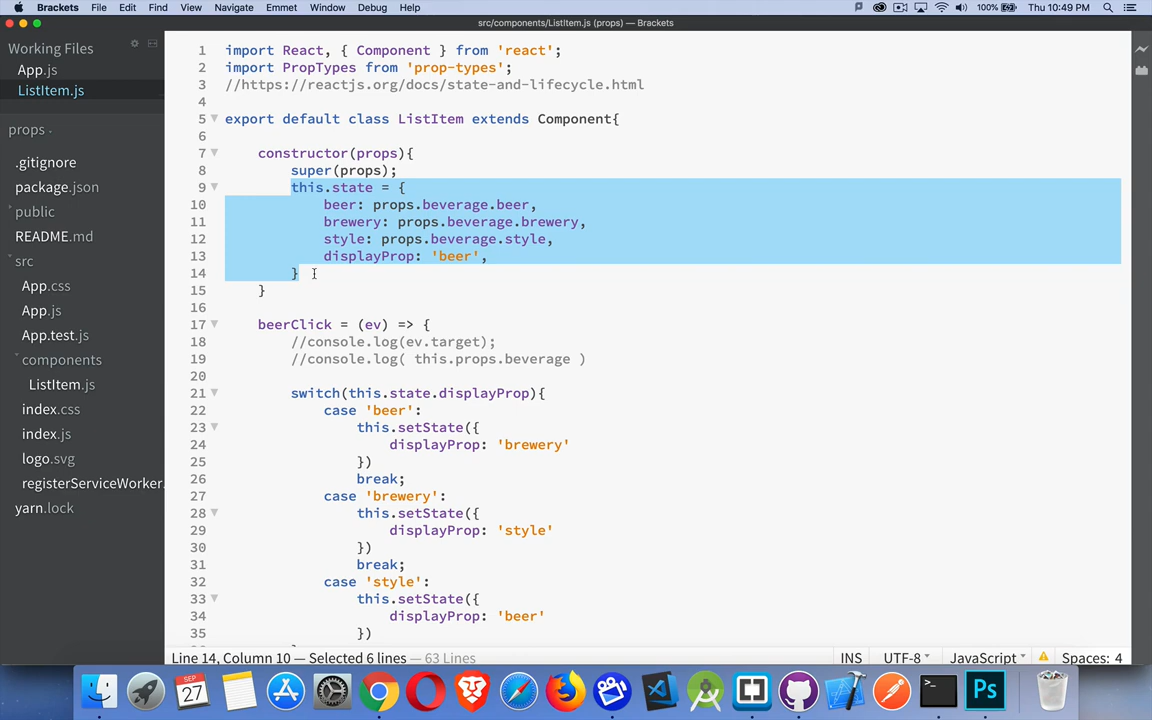 Brackets File Edit Find View Navigate Emmet Window Debug Help 100% Thu 10:49 PM
src/components/ListItem.js (props) — Brackets
Working Files
App.js
ListItem.js
props
.gitignore
package.json
public
README.md
src
App.css
App.js
App.test.js
components
ListItem.js
index.css
index.js
logo.svg
registerServiceWorker.
yarn.lock
1 import React, { Component } from 'react';
2 import PropTypes from 'prop-types';
3 //https://reactjs.org/docs/state-and-lifecycle.html
4
5 export default class ListItem extends Component{
6
7 constructor(props){
8 super(props);
9 this.state = {
10 beer: props.beverage.beer,
11 brewery: props.beverage.brewery,
12 style: props.beverage.style,
13 displayProp: 'beer',
14 }
15 }
16
17 beerClick = (ev) => {
18 //console.log(ev.target);
19 //console.log( this.props.beverage )
20
21 switch(this.state.displayProp){
22 case 'beer':
23 this.setState({
24 displayProp: 'brewery'
25 })
26 break;
27 case 'brewery':
28 this.setState({
29 displayProp: 'style'
30 })
31 break;
32 case 'style':
33 this.setState({
34 displayProp: 'beer'
35 })
Line 14, Column 10 — Selected 6 lines — 63 Lines INS UTF-8 JavaScript Spaces: 4
SEP
27
Ps